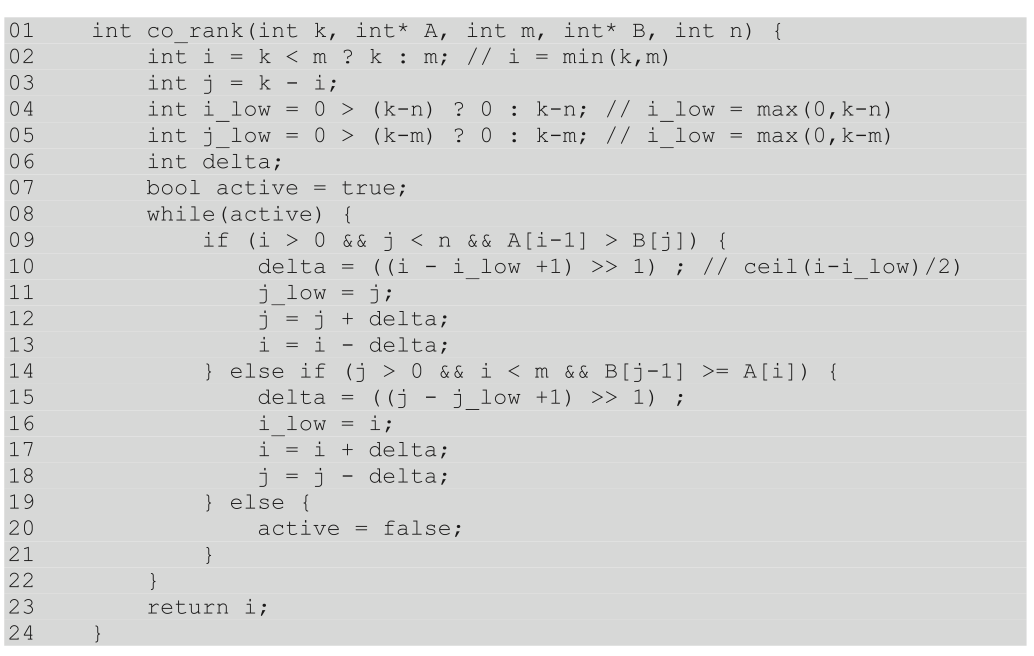 01 int co_rank(int k, int* A, int m, int* B, int n) {
02 int i = k < m ? k : m; // i = min(k,m)
03 int j = k - i;
04 int i_low = 0 > (k-n) ? 0 : k-n; // i_low = max(0,k-n)
05 int j_low = 0 > (k-m) ? 0 : k-m; // i_low = max(0,k-m)
06 int delta;
07 bool active = true;
08 while(active) {
09 if (i > 0 && j < n && A[i-1] > B[j]) {
10 delta = ((i - i_low +1) >> 1) ; // ceil(i-i_low)/2)
11 j_low = j;
12 j = j + delta;
13 i = i - delta;
14 } else if (j > 0 && i < m && B[j-1] >= A[i]) {
15 delta = ((j - j_low +1) >> 1) ;
16 i_low = i;
17 i = i + delta;
18 j = j - delta;
19 } else {
20 active = false;
21 }
22 }
23 return i;
24 }